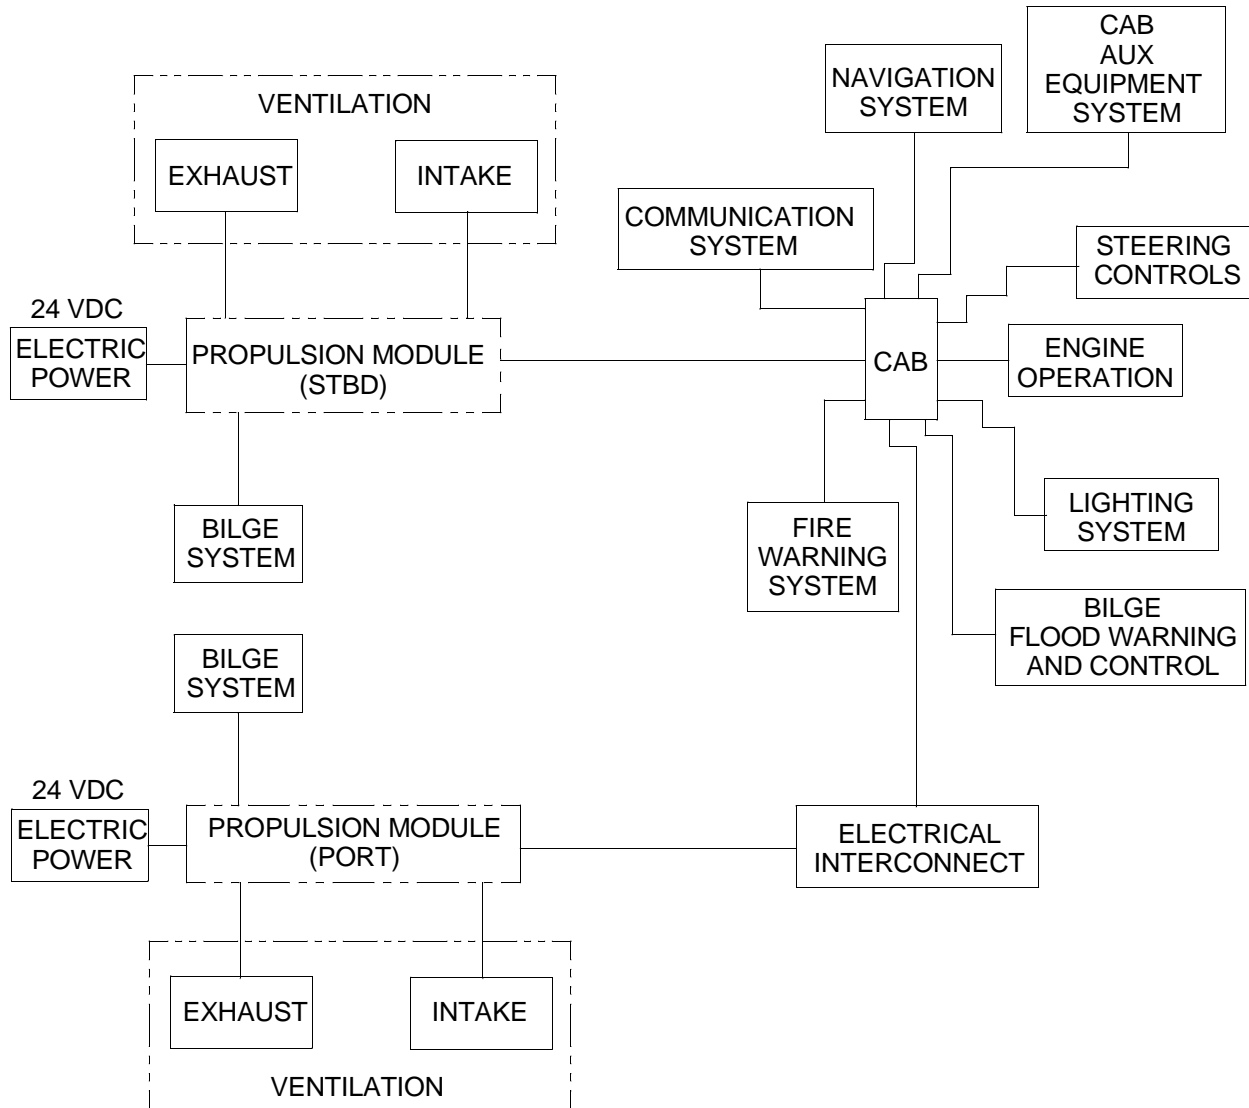 CAB
AUX
EQUIPMENT
SYSTEM
NAVIGATION
SYSTEM
VENTILATION
EXHAUST
INTAKE
COMMUNICATION
SYSTEM
STEERING
CONTROLS
24 VDC
ELECTRIC
POWER
PROPULSION MODULE
(STBD)
CAB
ENGINE
OPERATION
BILGE
SYSTEM
FIRE
WARNING
SYSTEM
LIGHTING
SYSTEM
BILGE
FLOOD WARNING
AND CONTROL
BILGE
SYSTEM
24 VDC
ELECTRIC
POWER
PROPULSION MODULE
(PORT)
ELECTRICAL
INTERCONNECT
EXHAUST
INTAKE
VENTILATION